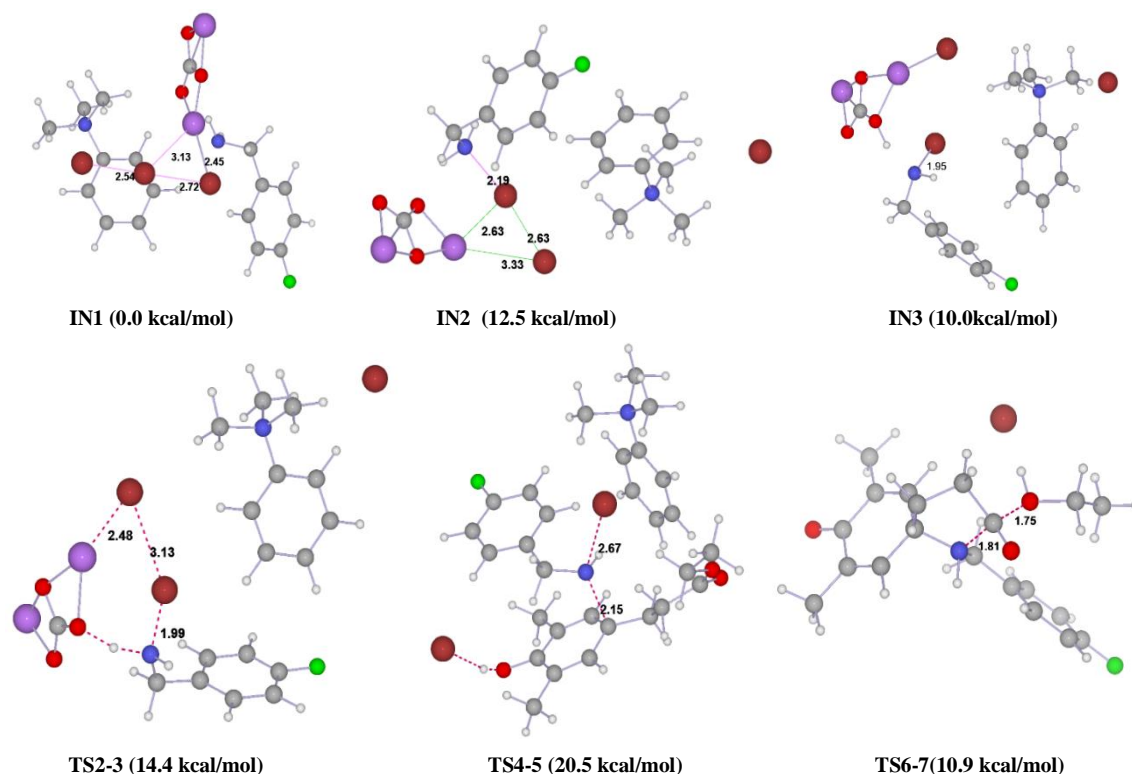 3.13
2.45
2.54
2.72
IN1 (0.0 kcal/mol)
2.19
2.63
2.63
3.33
IN2 (12.5 kcal/mol)
1.95
IN3 (10.0kcal/mol)
2.48
3.13
1.99
TS2-3 (14.4 kcal/mol)
2.67
2.15
TS4-5 (20.5 kcal/mol)
1.75
1.81
TS6-7(10.9 kcal/mol)